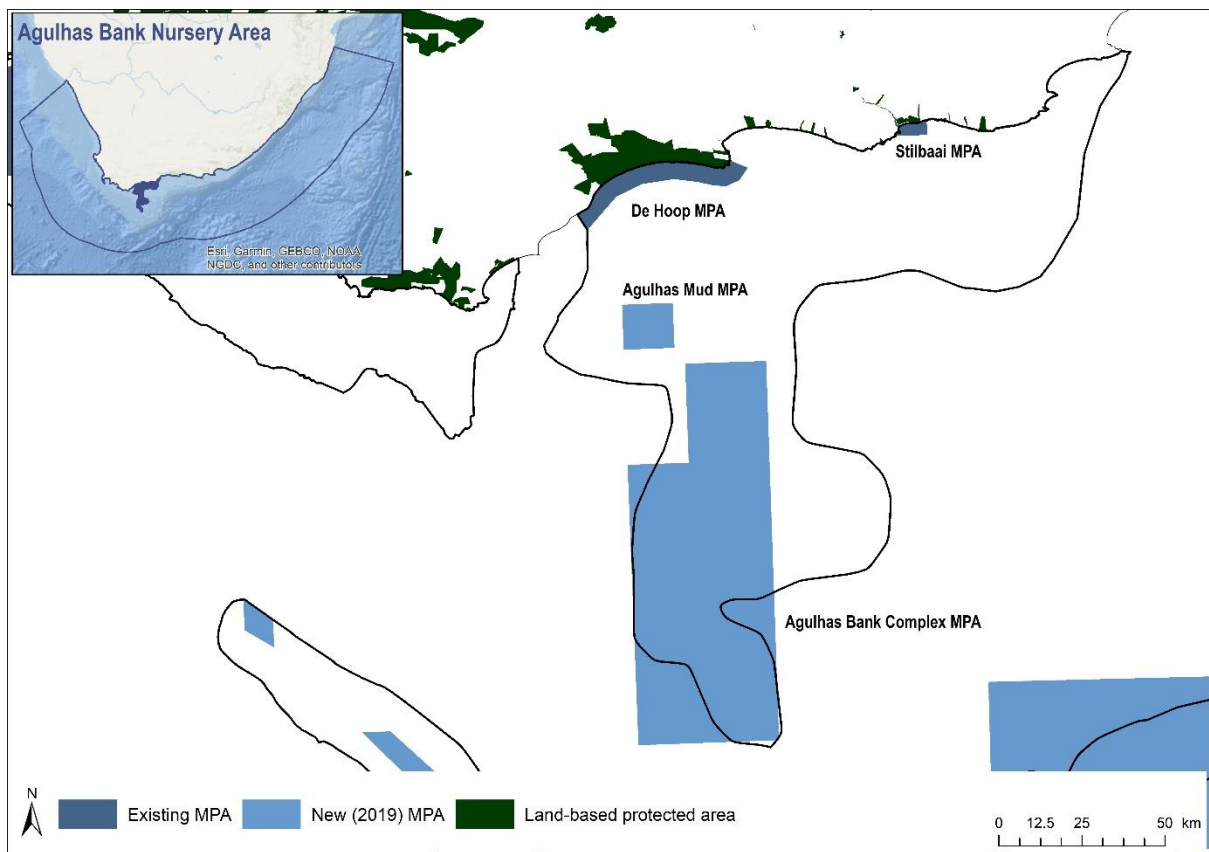 Agulhas Bank Nursery Area
Esri, Garmin, GEBCO, NOAA
NGDC, and other contributors
Stilbaai MPA
De Hoop MPA
Agulhas Mud MPA
Agulhas Bank Complex MPA
N
Existing MPA
New (2019) MPA
Land-based protected area
0 12.5 25 50 km